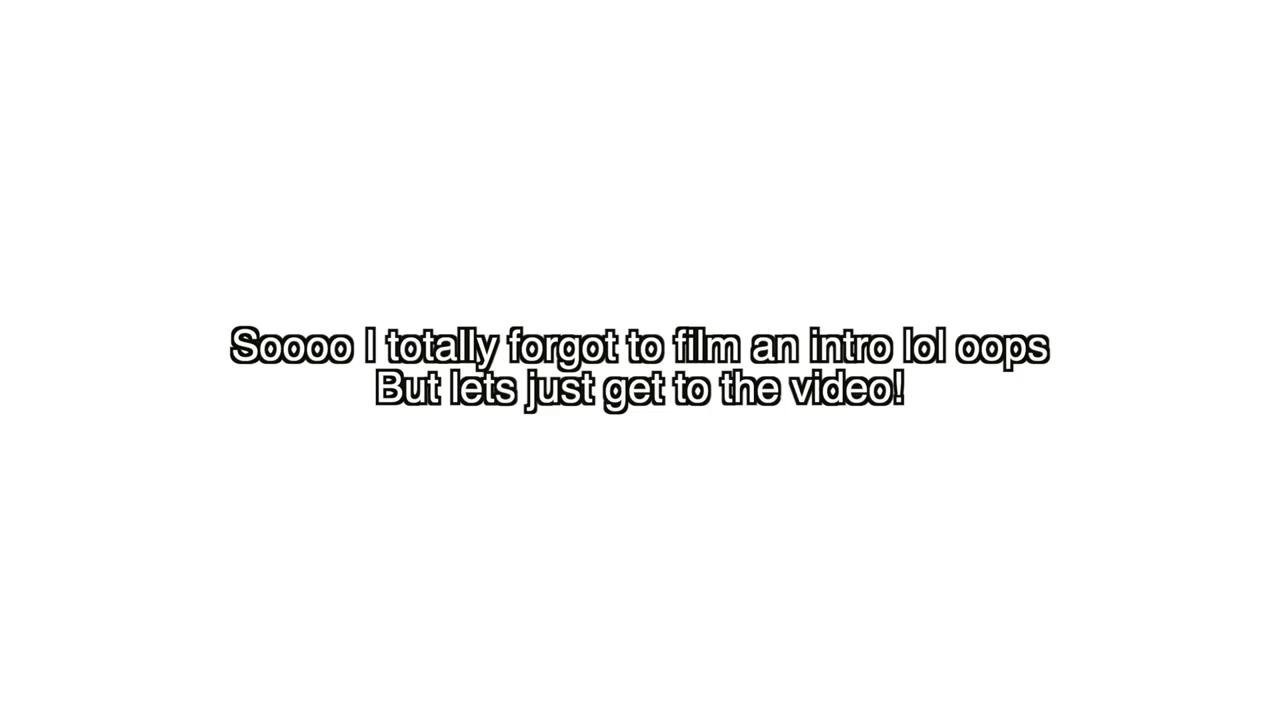 Soooo I totally forgot to film an intro lol oops
But lets just get to the video!